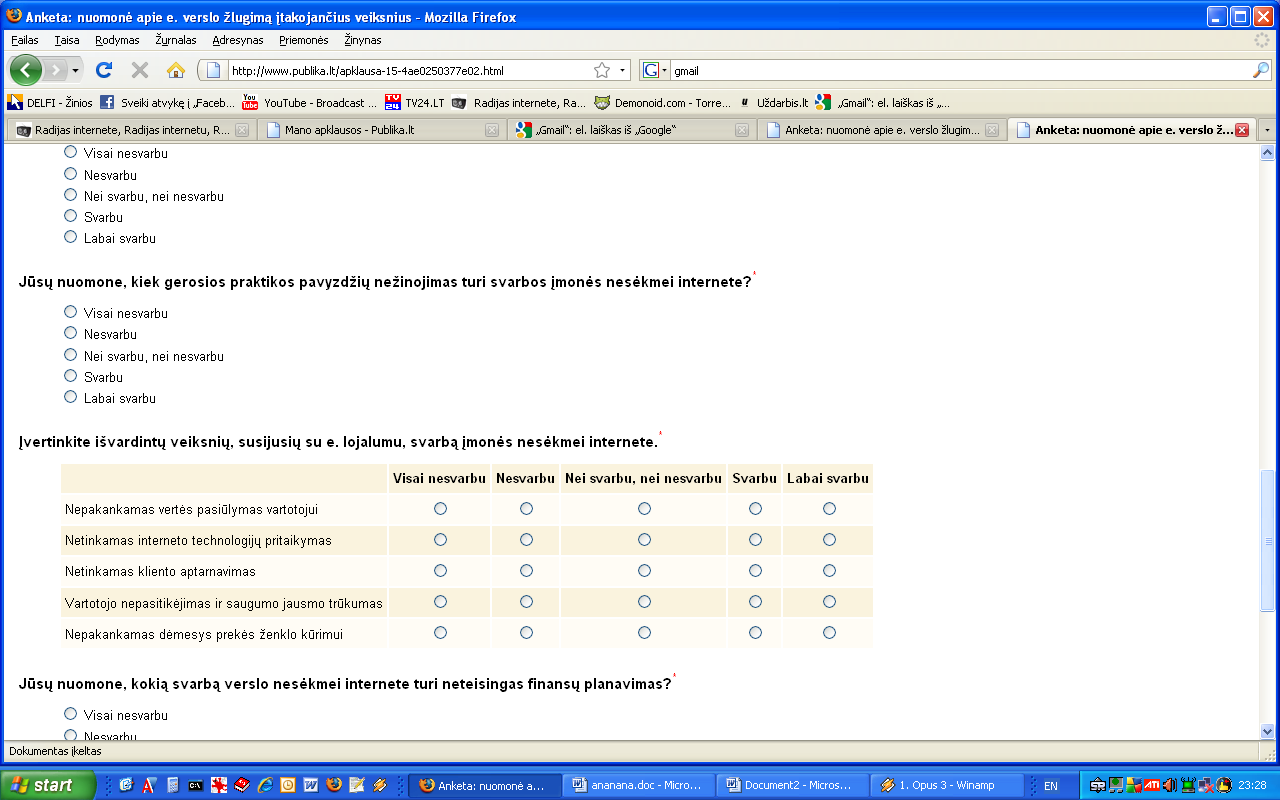 Anketa: nuomonė apie e. verslo žlugimą įtakojančius veiksnius - Mozilla Firefox
Failas Taisa Rodymas Žurnalas Adresynas Priemonės Žinynas
http://www.publika.lt/apklausa-15-4ae0250377e02.html gmail
DELFI - Žinios Sveiki atvykę į „Faceb... YouTube - Broadcast ... TV24.LT Radijas internete, Ra... Demonoid.com - Torre... Uždarbis.lt „Gmail“: el. laiškas iš „...
Radijas internete, Radijas internetu, R... Mano apklausos - Publika.lt „Gmail“: el. laiškas iš „Google“ Anketa: nuomonė apie e. verslo žlugim... Anketa: nuomonė apie e. verslo ž...
Visai nesvarbu
Nesvarbu
Nei svarbu, nei nesvarbu
Svarbu
Labai svarbu
Jūsų nuomone, kiek gerosios praktikos pavyzdžių nežinojimas turi svarbos įmonės nesėkmei internete?*
Visai nesvarbu
Nesvarbu
Nei svarbu, nei nesvarbu
Svarbu
Labai svarbu
Įvertinkite išvardintų veiksnių, susijusių su e. lojalumu, svarbą įmonės nesėkmei internete.*
Visai nesvarbu Nesvarbu Nei svarbu, nei nesvarbu Svarbu Labai svarbu
Nepakankamas vertės pasiūlymas vartotojui
Netinkamas interneto technologijų pritaikymas
Netinkamas kliento aptarnavimas
Vartotojo nepasitikėjimas ir saugumo jausmo trūkumas
Nepakankamas dėmesys prekės ženklo kūrimui
Jūsų nuomone, kokią svarbą verslo nesėkmei internete turi neteisingas finansų planavimas?*
Visai nesvarbu
Nesvarbu
Dokumentas įkeltas
start Anketa: nuomonė a... ananana.doc - Micro... Document2 - Micros... 1. Opus 3 - Winamp EN 23:28